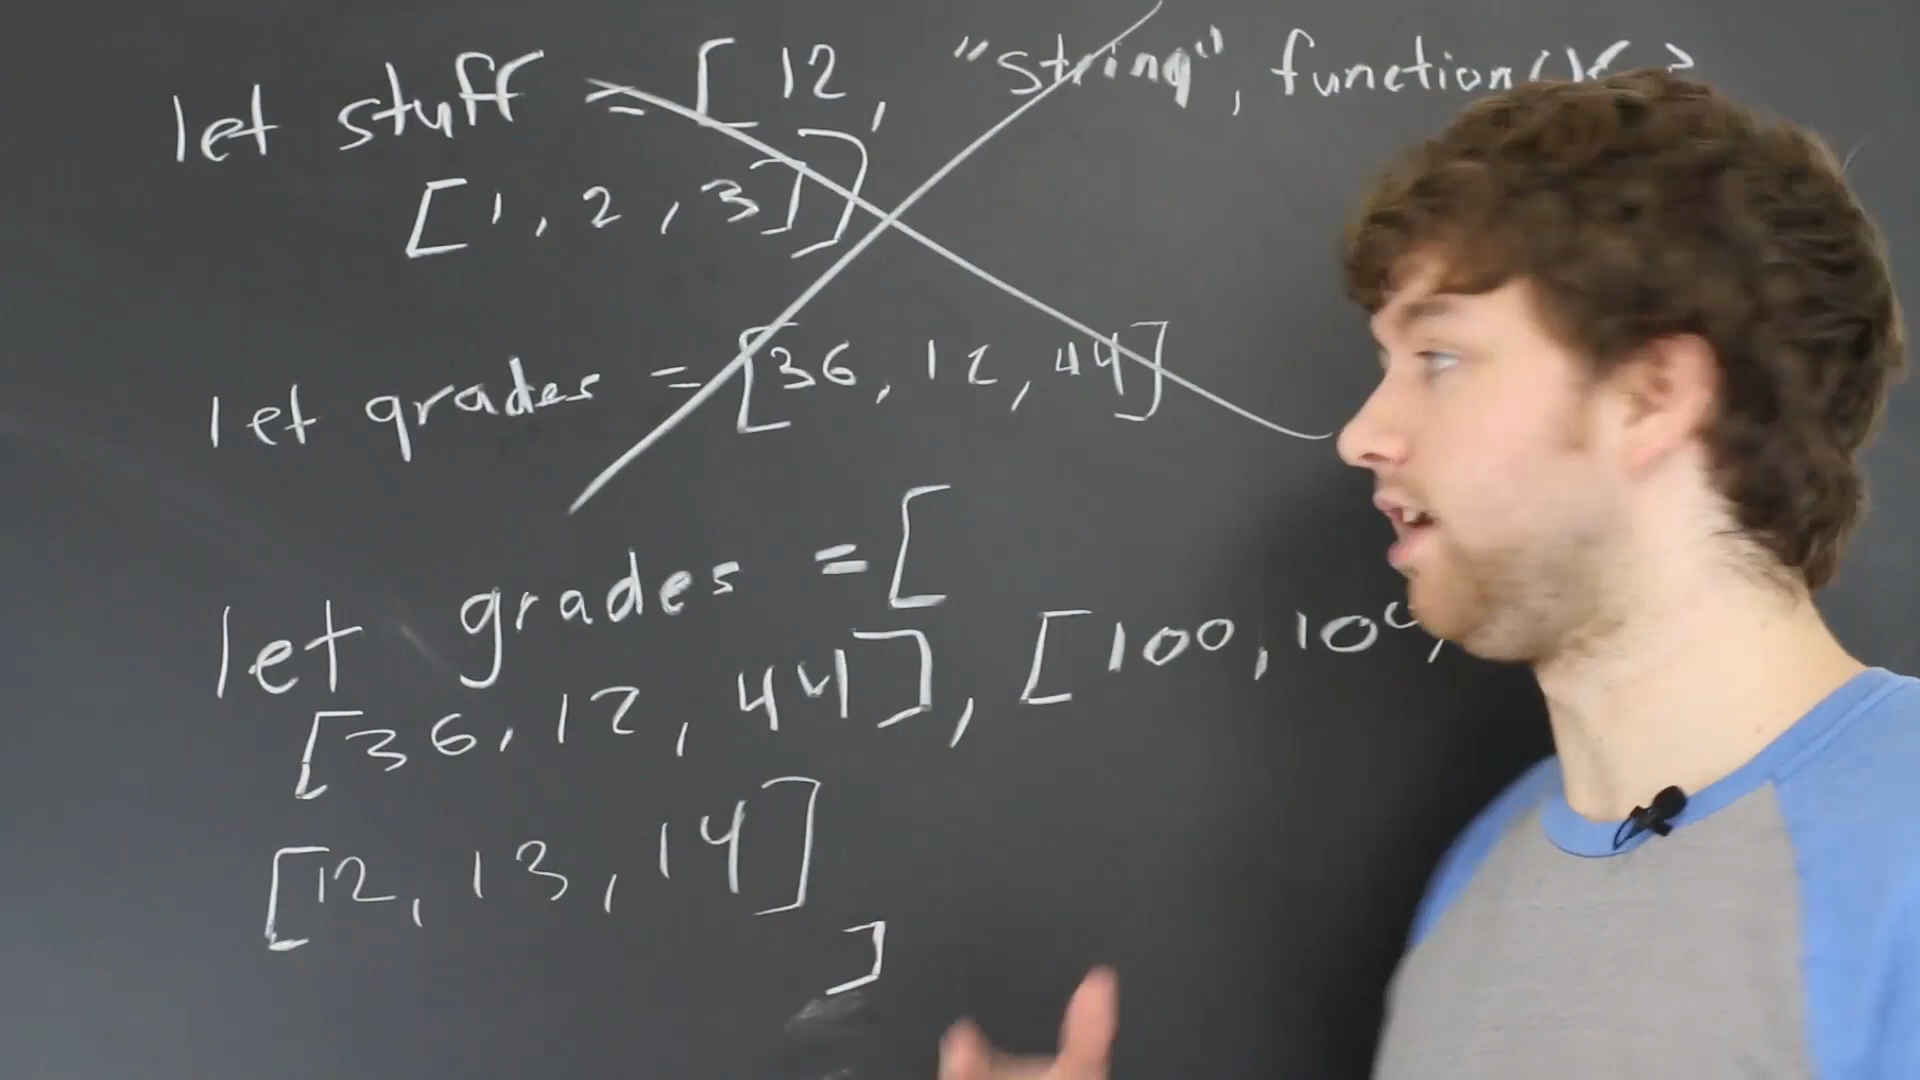 let stuff = [ 12, "string", function(){ }
[1, 2, 3]]
let grades = [36, 12, 44]
let grades = [
[36, 12, 44], [100, 100,
[12, 13, 14]
]